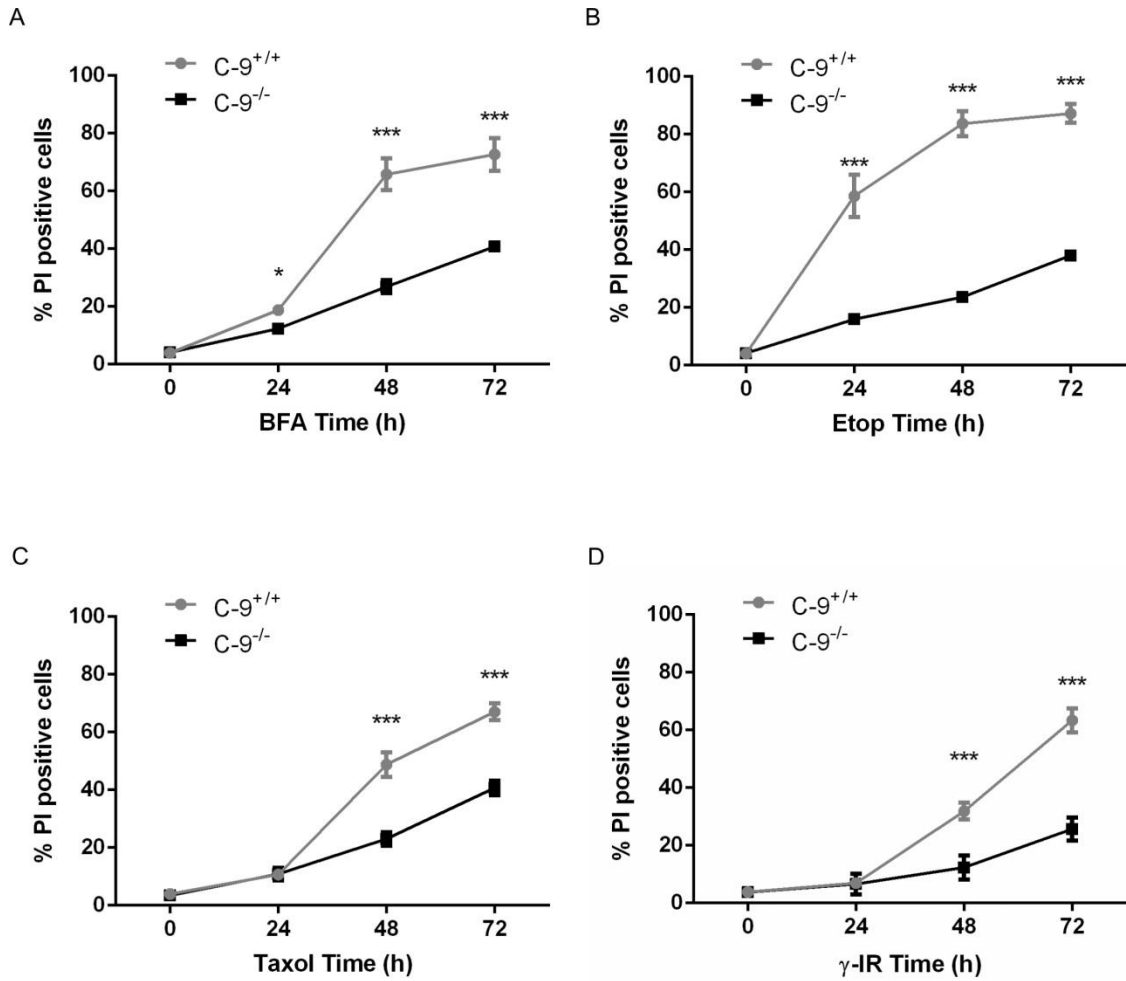 A
C-9+/+
C-9-/-
100
80
60
40
20
0
% PI positive cells
*
***
***
0 24 48 72
BFA Time (h)
B
C-9+/+
C-9-/-
100
80
60
40
20
0
% PI positive cells
***
***
***
0 24 48 72
Etop Time (h)
C
C-9+/+
C-9-/-
100
80
60
40
20
0
% PI positive cells
***
***
0 24 48 72
Taxol Time (h)
D
C-9+/+
C-9-/-
100
80
60
40
20
0
% PI positive cells
***
***
0 24 48 72
γ-IR Time (h)